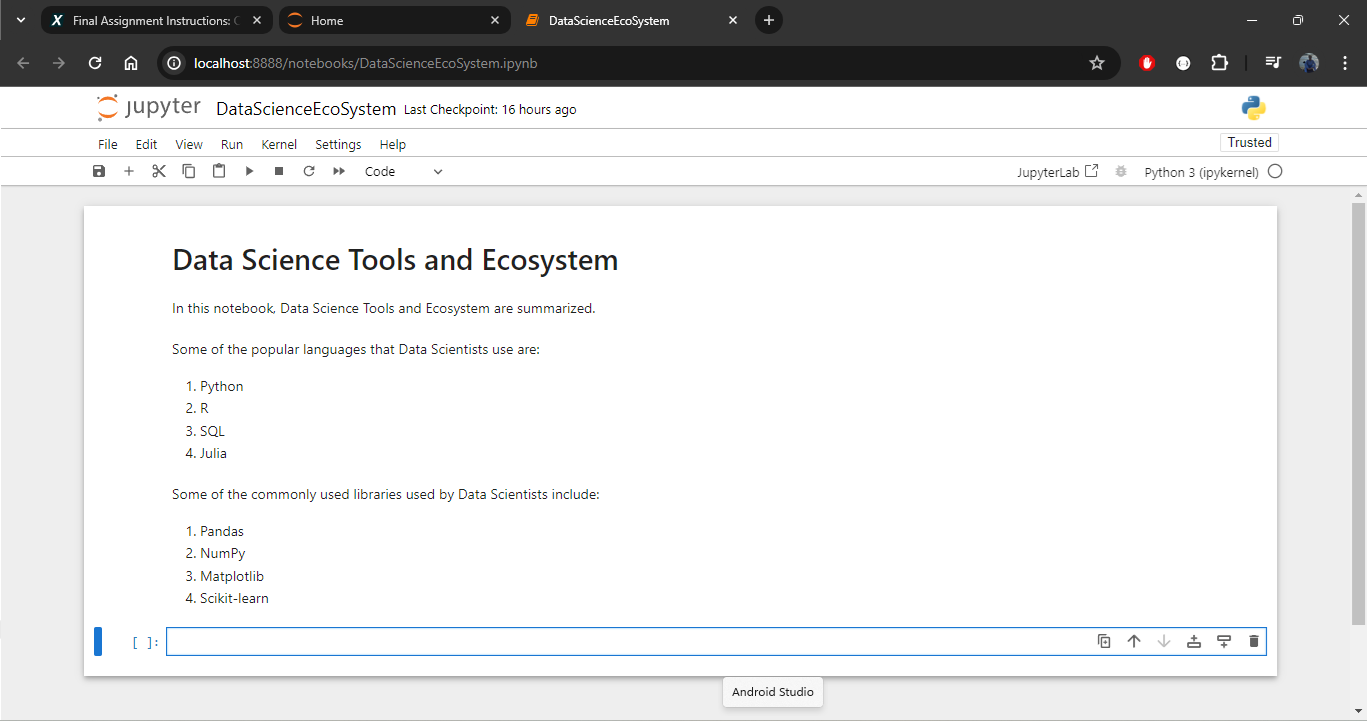 Final Assignment Instructions: C
Home
DataScienceEcoSystem
localhost:8888/notebooks/DataScienceEcoSystem.ipynb
jupyter DataScienceEcoSystem Last Checkpoint: 16 hours ago
File Edit View Run Kernel Settings Help
Trusted
Code
JupyterLab
Python 3 (ipykernel)
Data Science Tools and Ecosystem
In this notebook, Data Science Tools and Ecosystem are summarized.
Some of the popular languages that Data Scientists use are:
1. Python
2. R
3. SQL
4. Julia
Some of the commonly used libraries used by Data Scientists include:
1. Pandas
2. NumPy
3. Matplotlib
4. Scikit-learn
[ ]:
Android Studio